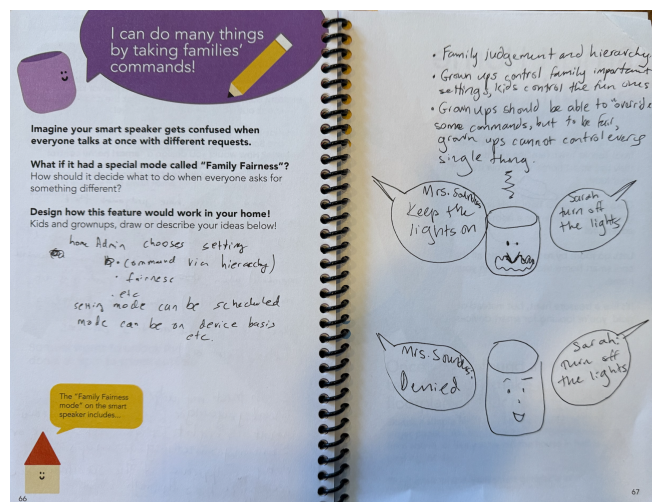 I can do many things
by taking families'
commands!
Imagine your smart speaker gets confused when
everyone talks at once with different requests.
What if it had a special mode called "Family Fairness"?
How should it decide what to do when everyone asks for
something different?
Design how this feature would work in your home!
Kids and grownups, draw or describe your ideas below!
home Admin chooses setting
• command via hierarchy)
• fairness
• etc
setting mode can be scheduled
mode can be on device basis
etc.
The "Family Fairness
mode" on the smart
speaker includes...
66
• Family judgement and hierarchy
• Grown ups control family important
settings, kids control the fun ones
• Grown ups should be able to "override
some commands, but to be fair,
grown ups cannot control every
single thing.
Mrs.
Keep the
lights on
Sarah
turn off
the lights
Mrs.
Denied
Sarah:
Turn off
the lights
67